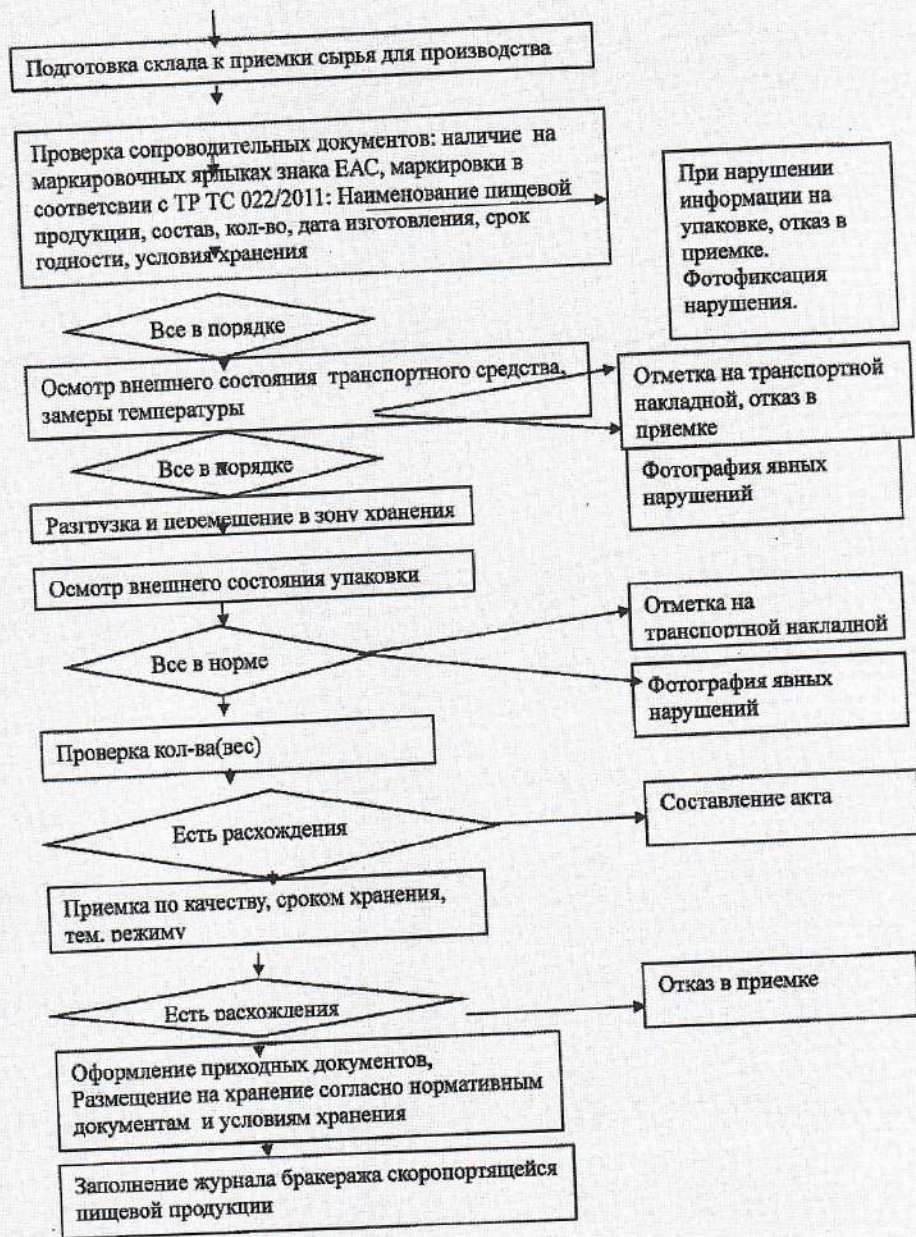 Подготовка склада к приемки сырья для производства
Проверка сопроводительных документов: наличие на
маркировочных ярлыках знака ЕАС, маркировки в
соответсвии с ТР ТС 022/2011: Наименование пищевой
продукции, состав, кол-во, дата изготовления, срок
годности, условия хранения
При нарушении
информации на
упаковке, отказ в
приемке.
Фотофиксация
нарушения.
Все в порядке
Осмотр внешнего состояния транспортного средства,
замеры температуры
Отметка на транспортной
накладной, отказ в
приемке
Все в порядке
Фотография явных
нарушений
Разгрузка и перемещение в зону хранения
Осмотр внешнего состояния упаковки
Отметка на
транспортной накладной
Все в норме
Фотография явных
нарушений
Проверка кол-ва(вес)
Составление акта
Есть расхождения
Приемка по качеству, сроком хранения,
тем. режиму
Отказ в приемке
Есть расхождения
Оформление приходных документов,
Размещение на хранение согласно нормативным
документам и условиям хранения
Заполнение журнала бракеража скоропортящейся
пищевой продукции